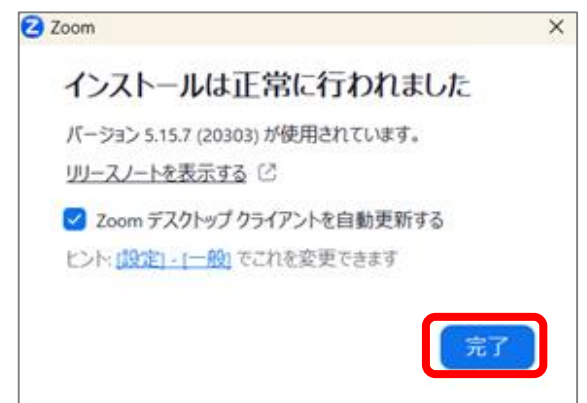 Zoom
インストールは正常に行われました
バージョン 5.15.7 (20303) が使用されています。
リリースノートを表示する
Zoom デスクトップ クライアントを自動更新する
ヒント: [設定] - [一般] でこれを変更できます
完了